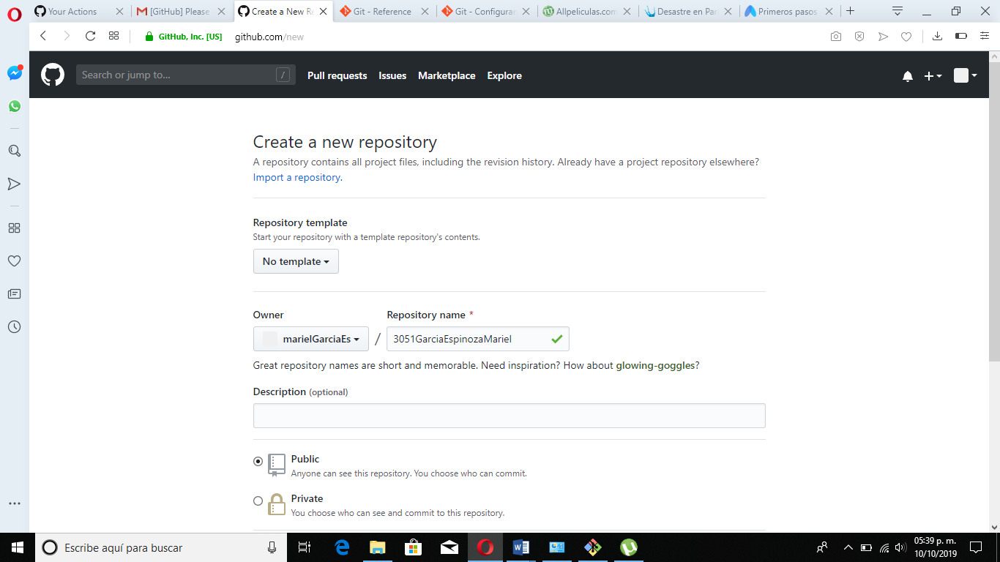 Your Actions
[GitHub] Please
Create a New Re
Git - Reference
Git - Configurar
Allpeliculas.com
Desastre en Par
Primeros pasos
GitHub, Inc. [US] github.com/new
Search or jump to... /
Pull requests Issues Marketplace Explore
Create a new repository
A repository contains all project files, including the revision history. Already have a project repository elsewhere?
Import a repository.
Repository template
Start your repository with a template repository's contents.
No template
Owner
Repository name *
marielGarciaEs / 3051GarciaEspinozaMariel
Great repository names are short and memorable. Need inspiration? How about glowing-goggles?
Description (optional)
Public
Anyone can see this repository. You choose who can commit.
Private
You choose who can see and commit to this repository.
Escribe aquí para buscar
05:39 p. m.
10/10/2019